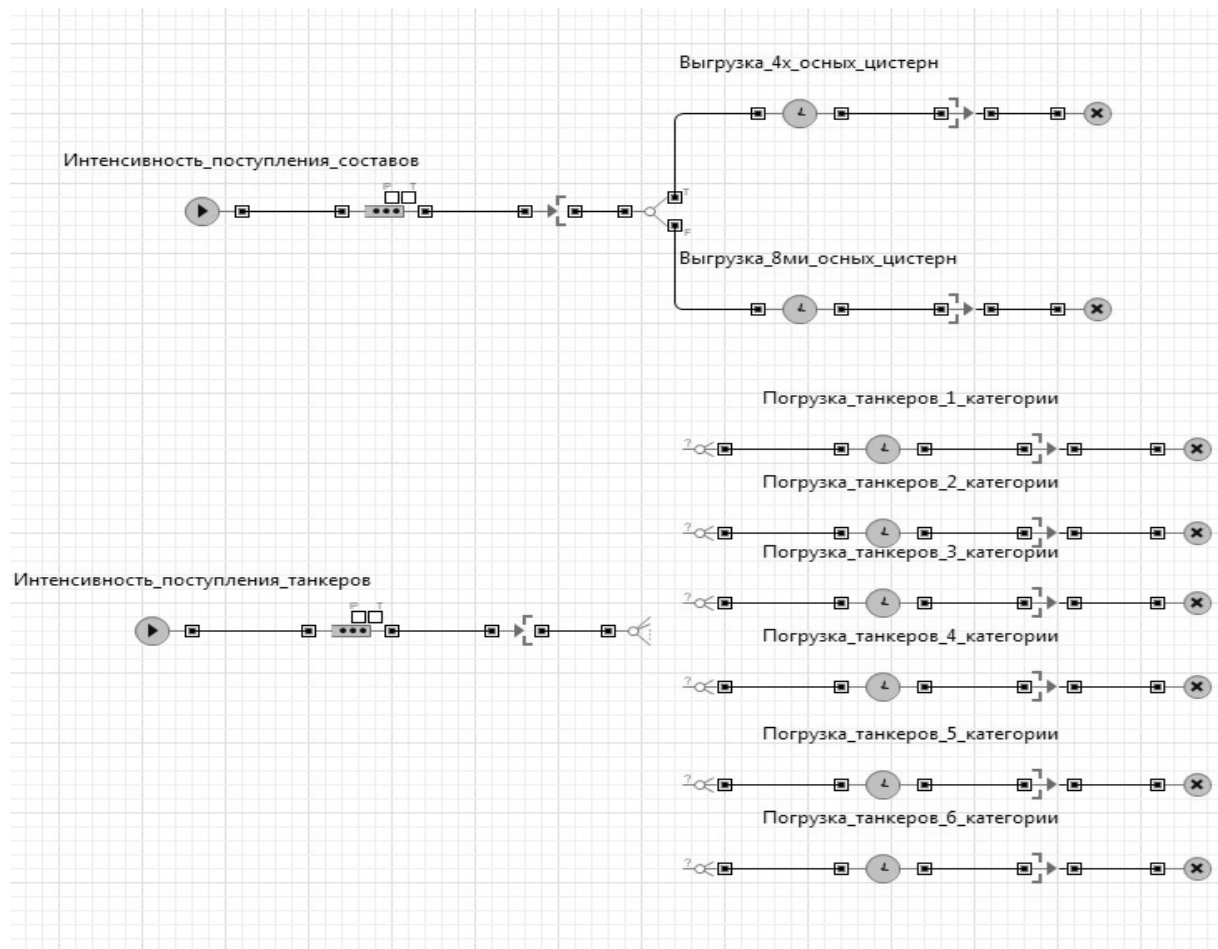 Выгрузка_4х_осных_цистерн
Интенсивность_поступления_составов
P T
T
F
Выгрузка_8ми_осных_цистерн
Погрузка_танкеров_1_категории
?
Погрузка_танкеров_2_категории
?
Погрузка_танкеров_3_категории
Интенсивность_поступления_танкеров
?
P T
Погрузка_танкеров_4_категории
?
Погрузка_танкеров_5_категории
?
Погрузка_танкеров_6_категории
?